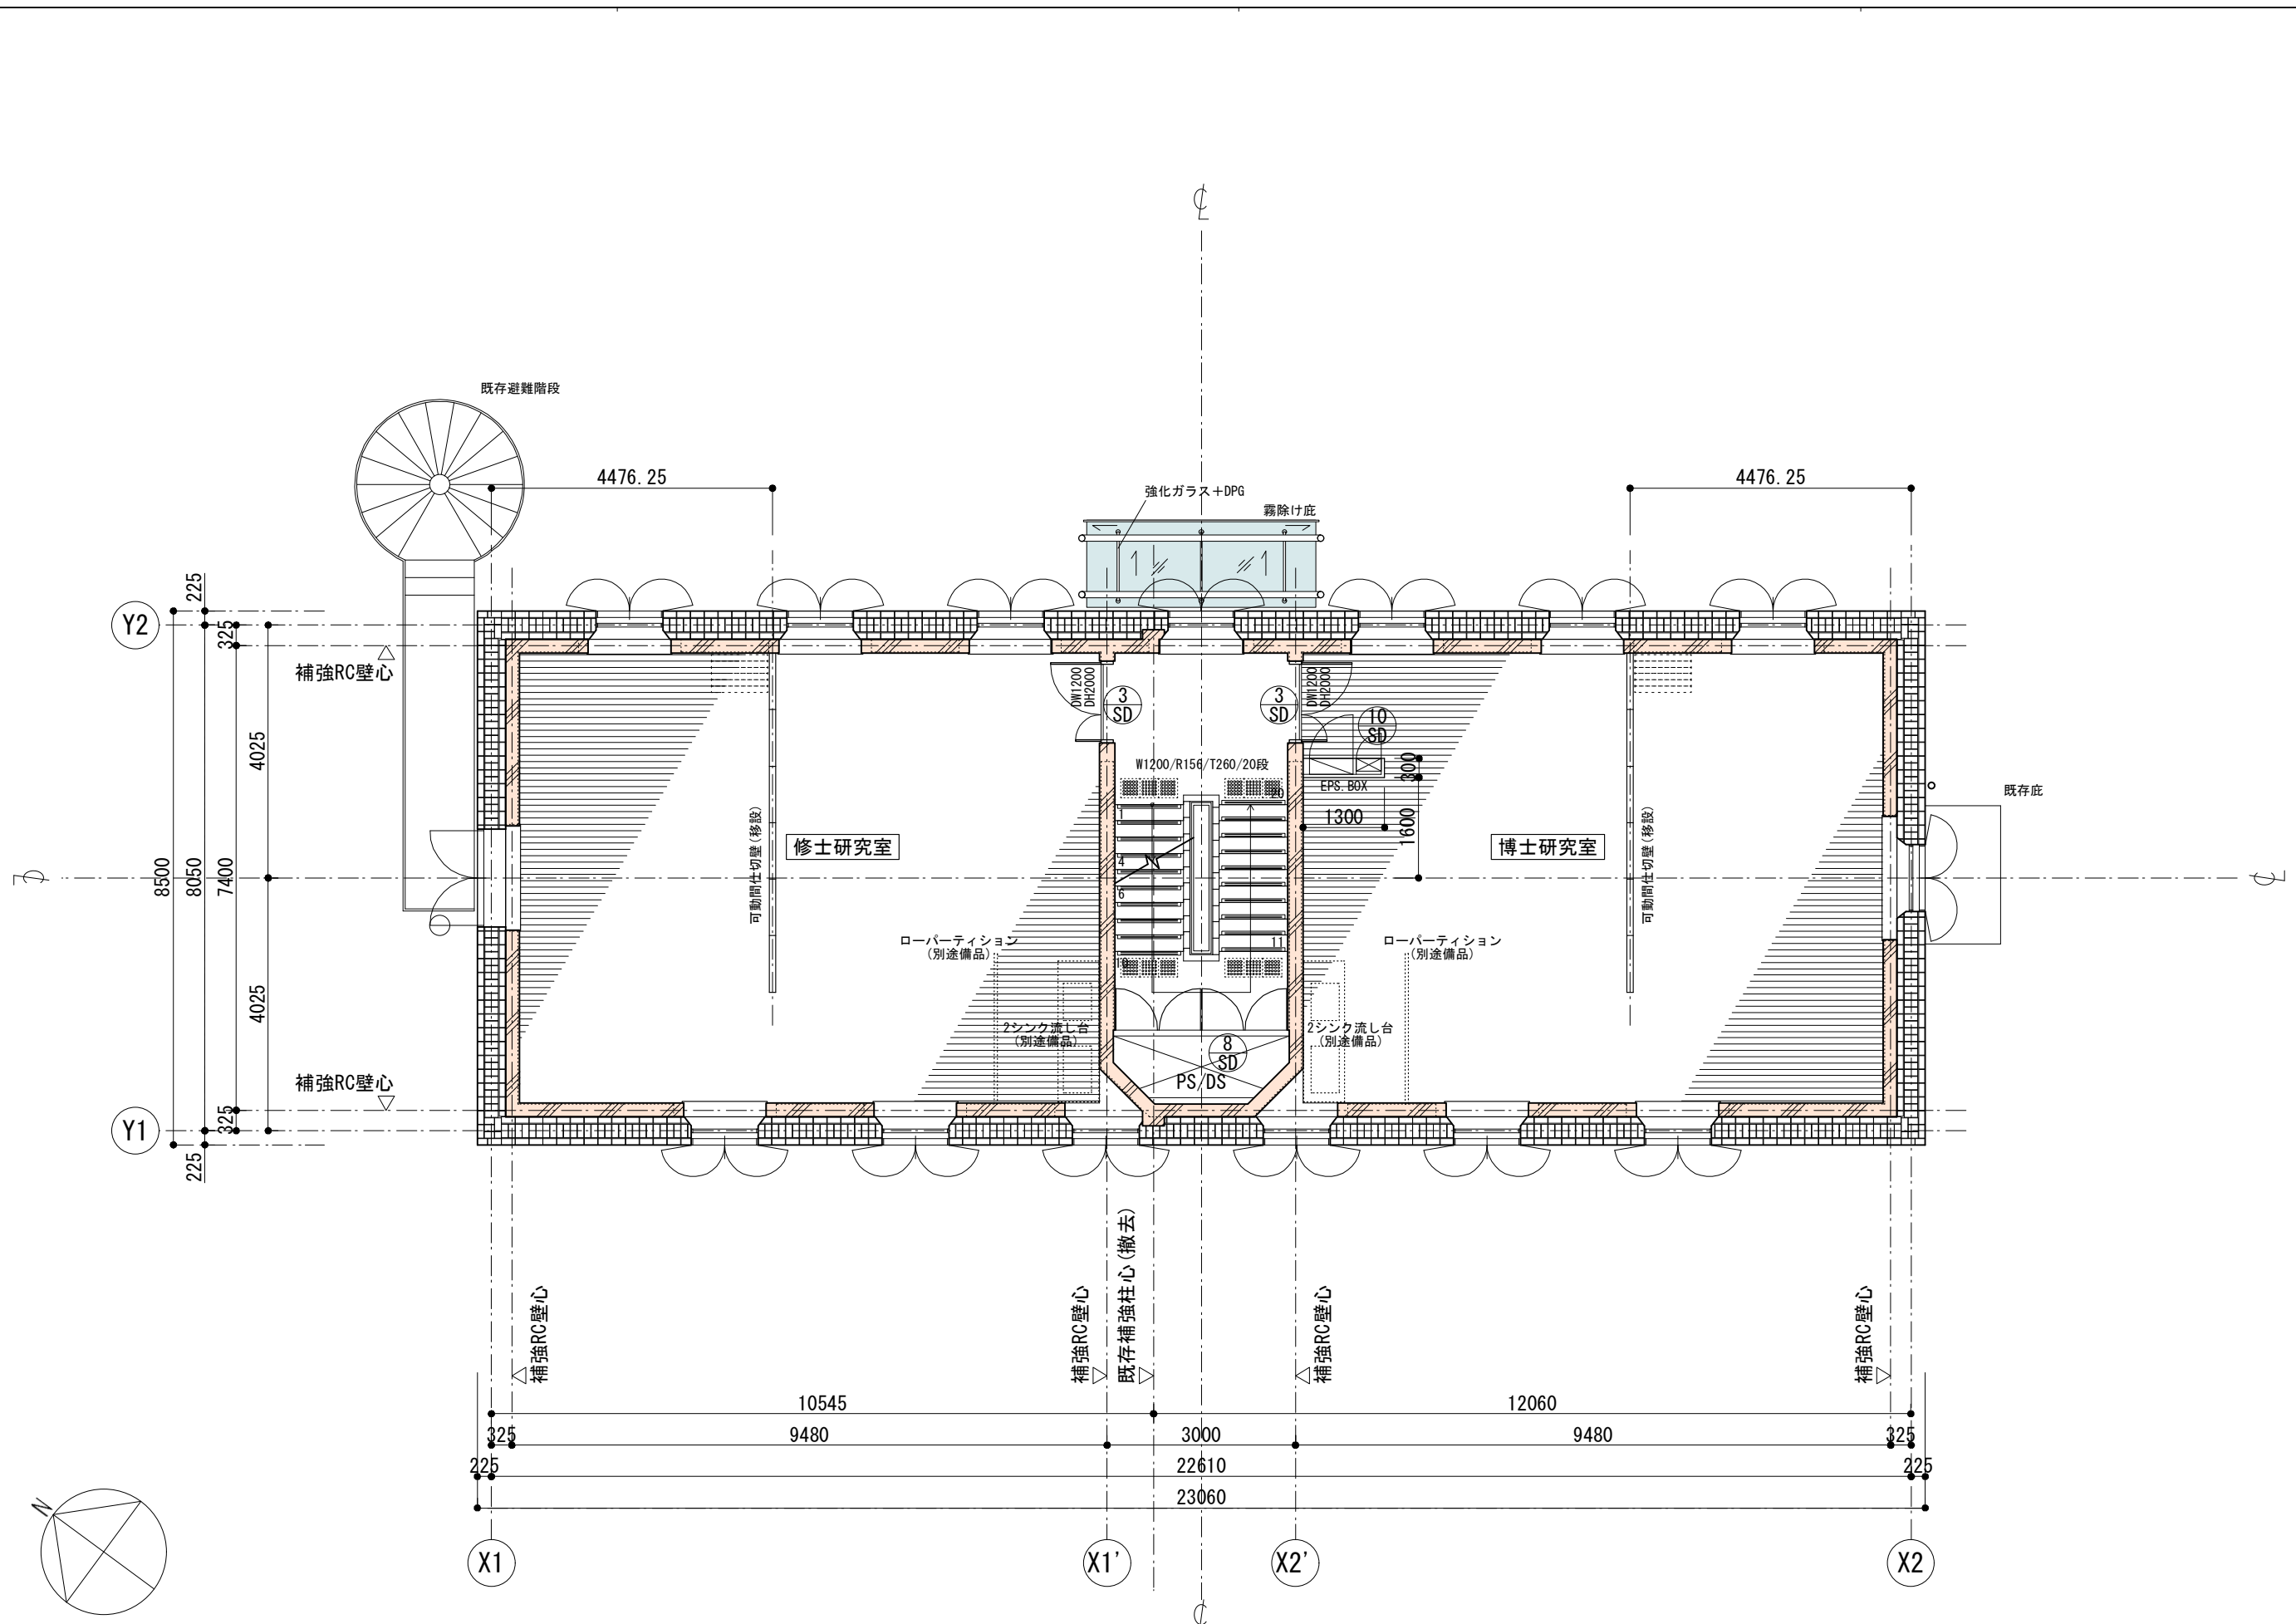 ℄
既存避難階段
4476.25
4476.25
強化ガラス+DPG
霧除け庇
225
Y2
325
補強RC壁心
DW1200
DH2000
3
SD
3
SD
DW1200
DH2000
10
SD
4025
W1200/R156/T260/20段
300
EPS.BOX
20
既存庇
1
1300
1600
可動間仕切壁(移設)
修士研究室
博士研究室
可動間仕切壁(移設)
4
6
8500
8050
7400
℄
℄
ローパーティション
(別途備品)
11
ローパーティション
(別途備品)
10
4025
2シンク流し台
(別途備品)
2シンク流し台
(別途備品)
8
SD
PS/DS
補強RC壁心
325
Y1
225
補強RC壁心
補強RC壁心
既存補強柱心(撤去)
補強RC壁心
補強RC壁心
10545
12060
325
9480
3000
9480
325
225
22610
225
23060
N
X1
X1'
X2'
X2
℄